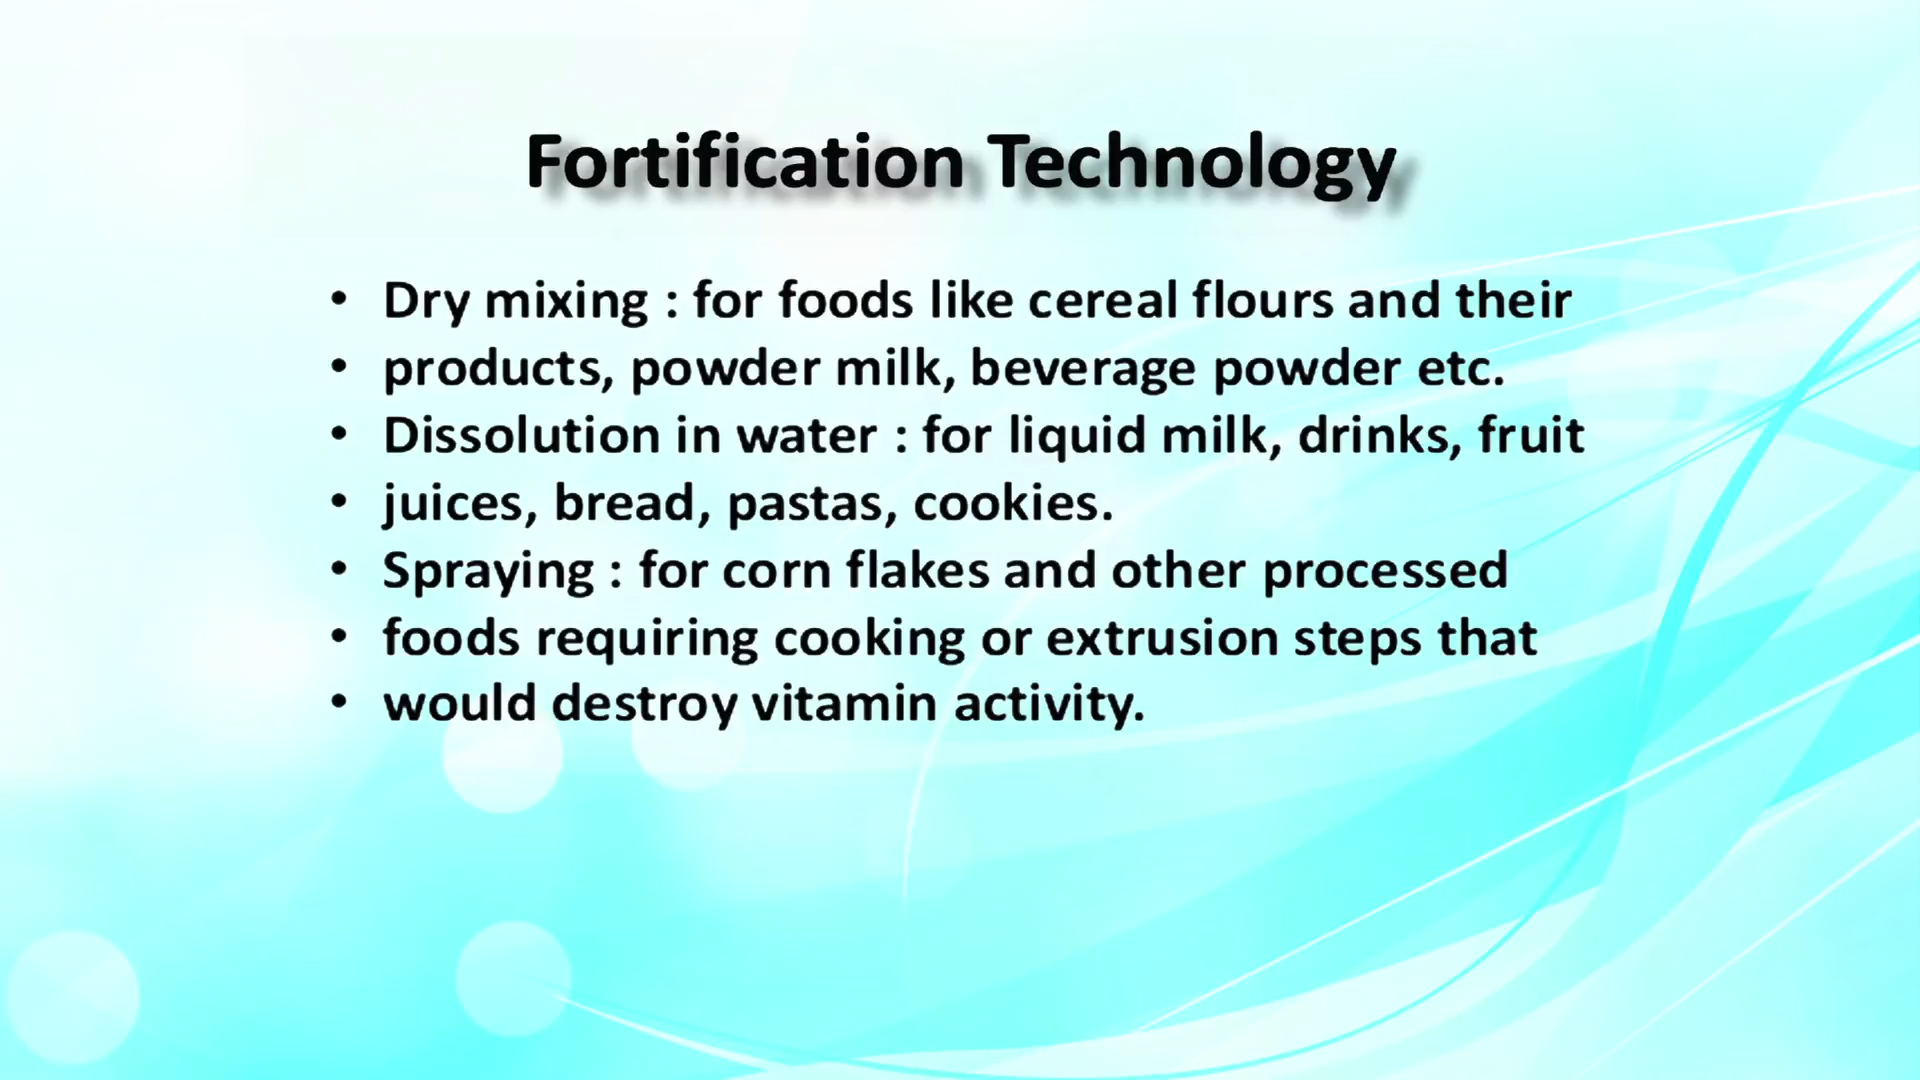 Fortification Technology
• Dry mixing : for foods like cereal flours and their
• products, powder milk, beverage powder etc.
• Dissolution in water : for liquid milk, drinks, fruit
• juices, bread, pastas, cookies.
• Spraying : for corn flakes and other processed
• foods requiring cooking or extrusion steps that
• would destroy vitamin activity.